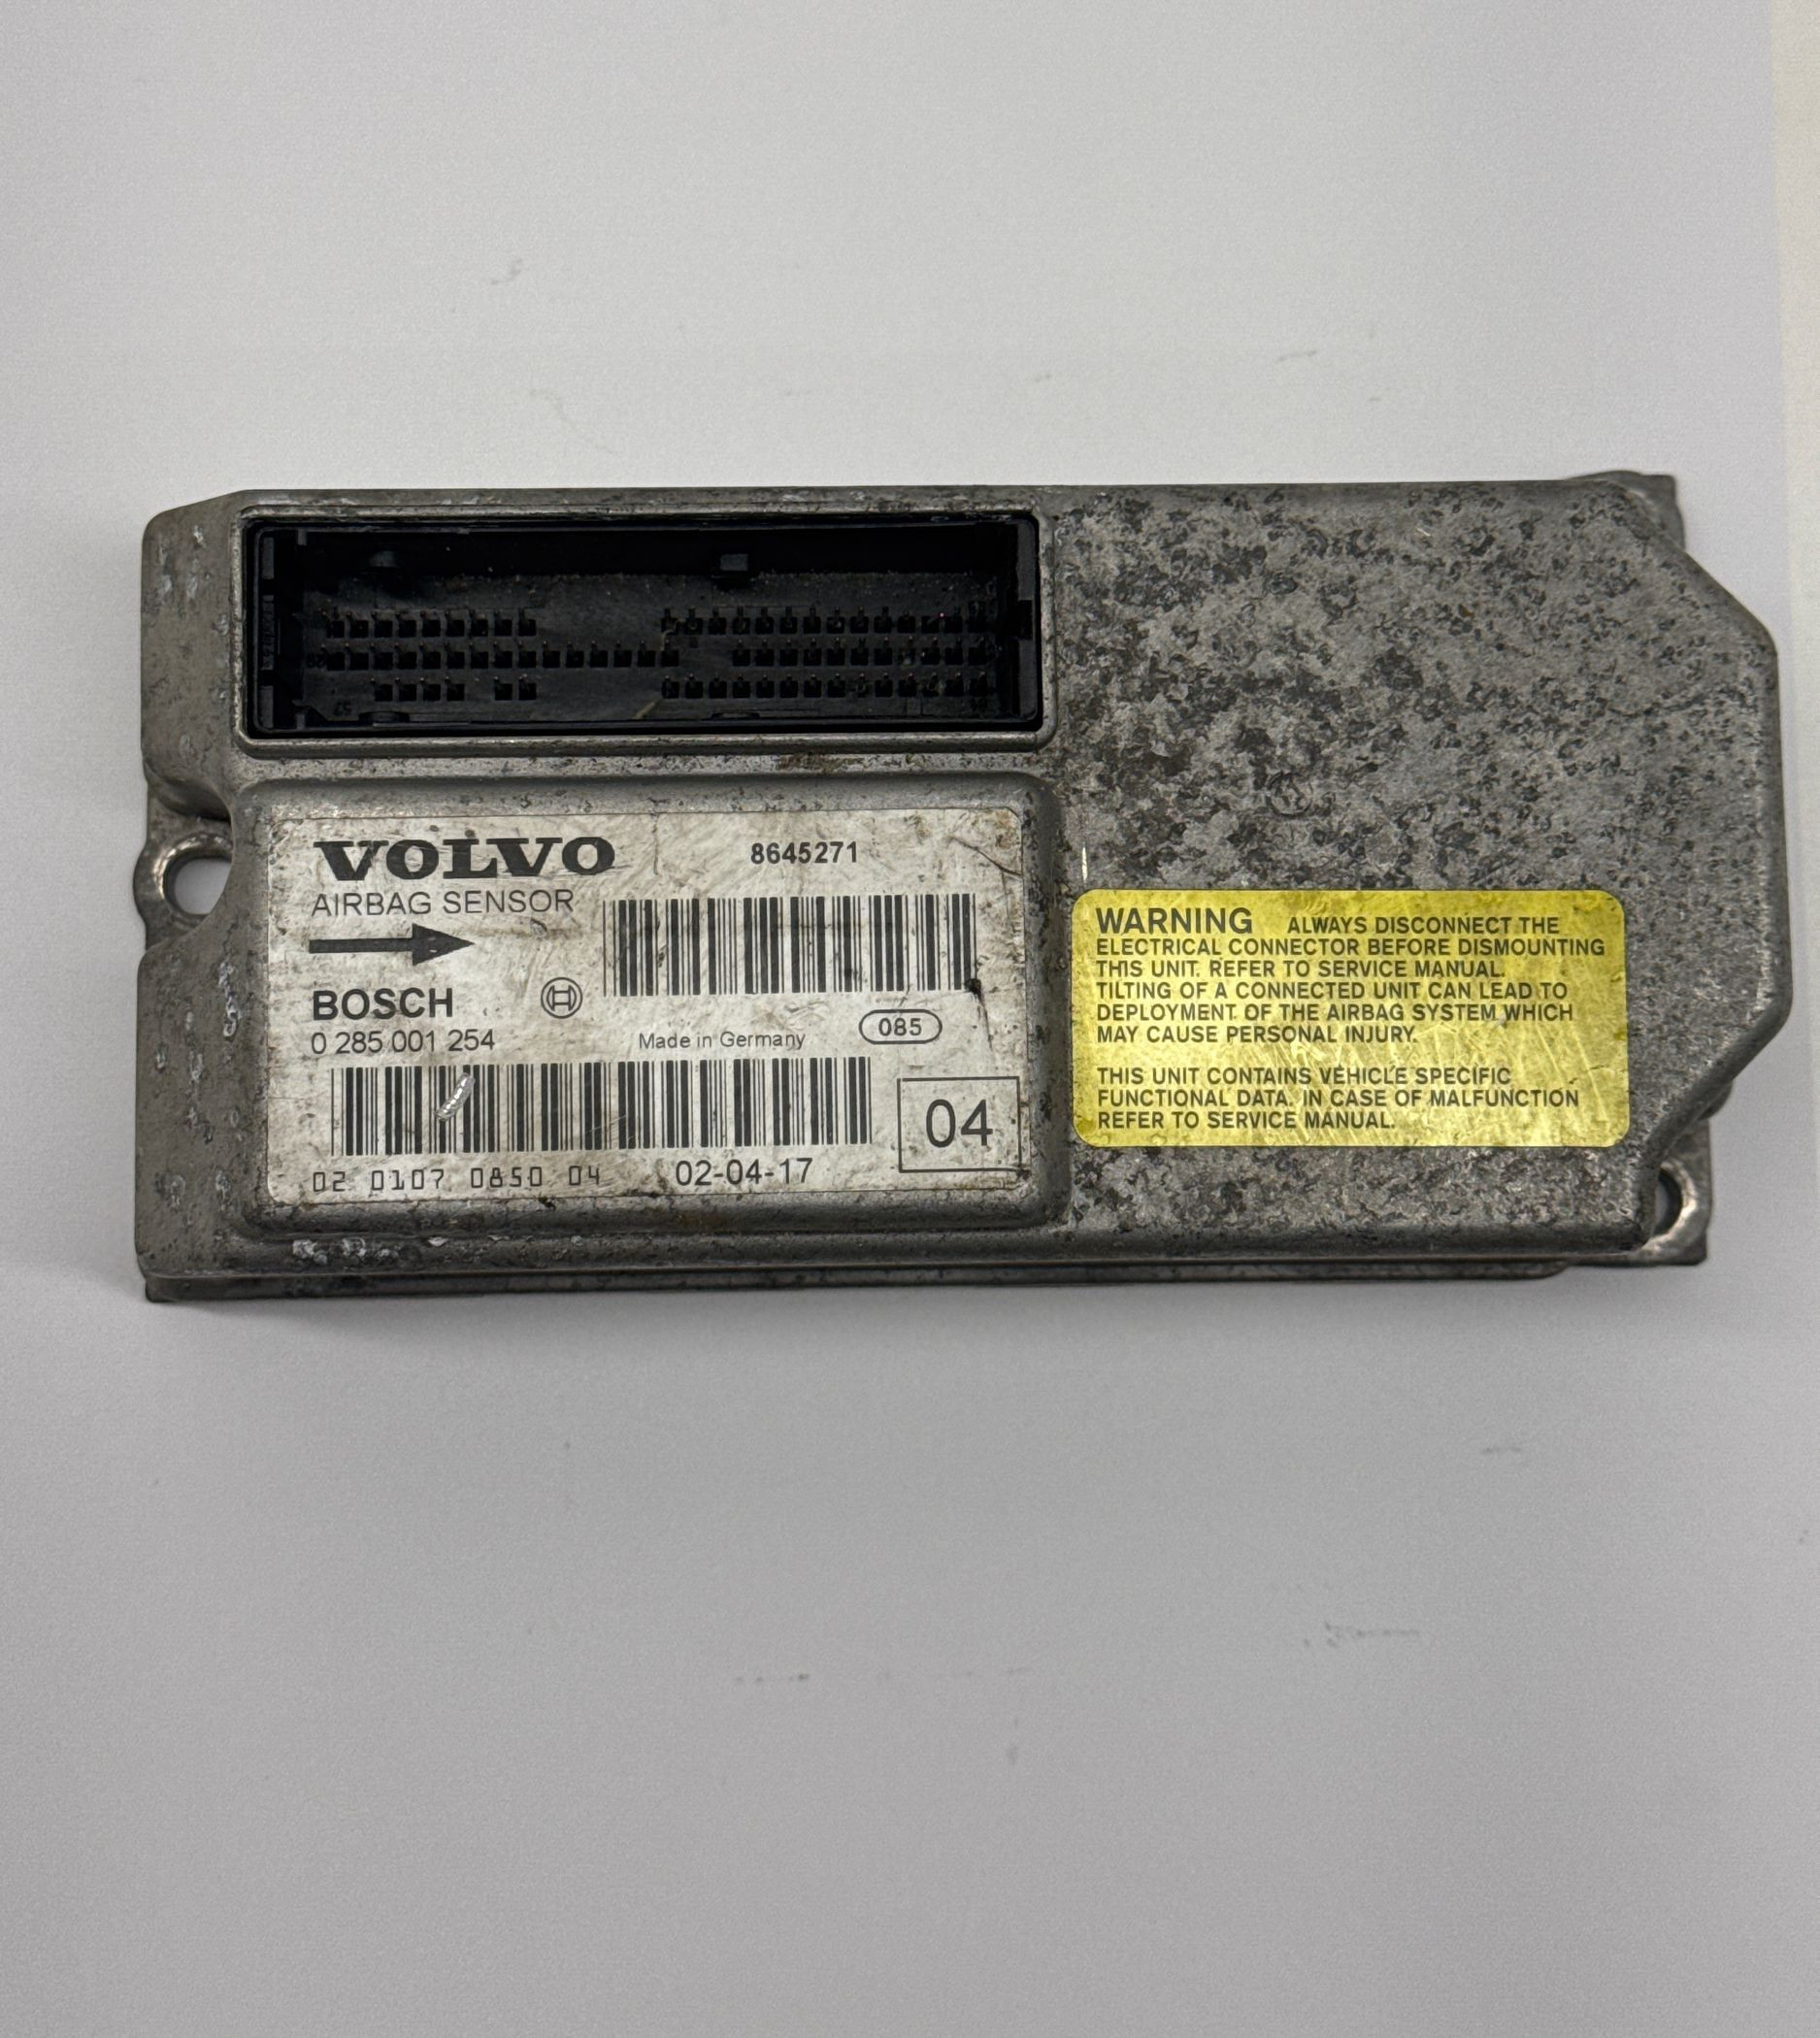 VOLVO
8645271
AIRBAG SENSOR
BOSCH
0 285 001 254
Made in Germany
085
04
02 0107 0850 04
02-04-17
WARNING ALWAYS DISCONNECT THE
ELECTRICAL CONNECTOR BEFORE DISMOUNTING
THIS UNIT. REFER TO SERVICE MANUAL.
TILTING OF A CONNECTED UNIT CAN LEAD TO
DEPLOYMENT OF THE AIRBAG SYSTEM WHICH
MAY CAUSE PERSONAL INJURY.
THIS UNIT CONTAINS VEHICLE SPECIFIC
FUNCTIONAL DATA. IN CASE OF MALFUNCTION
REFER TO SERVICE MANUAL.